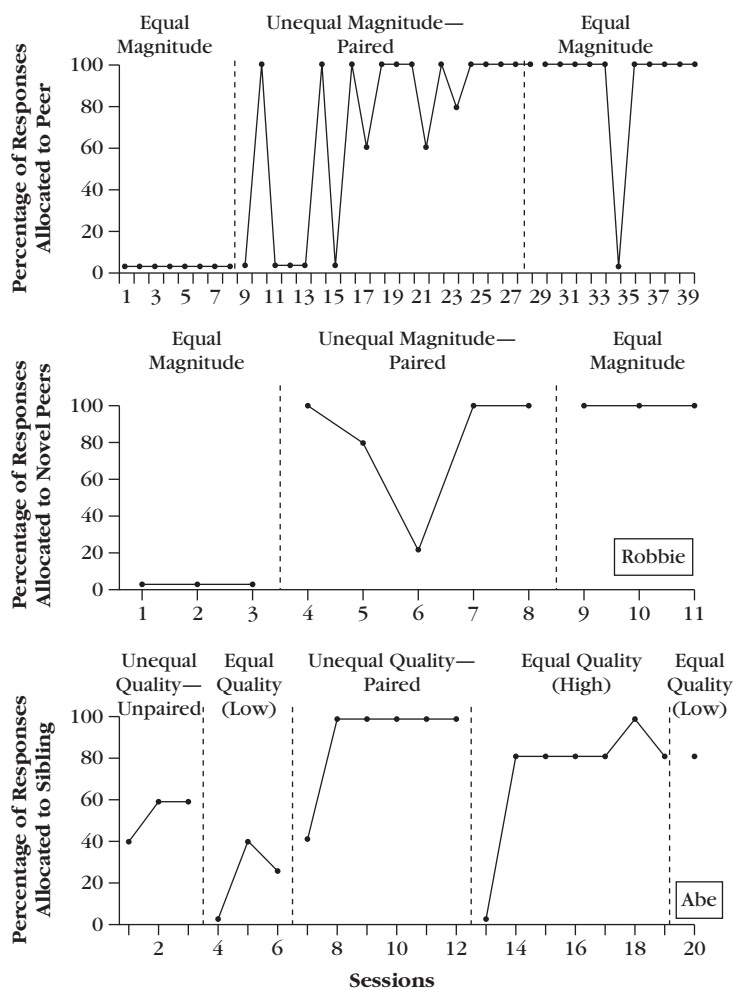 Equal
Magnitude
Unequal Magnitude—
Paired
Equal
Magnitude
Percentage of Responses
Allocated to Peer
100
80
60
40
20
0
1 3 5 7 9 11 13 15 17 19 21 23 25 27 29 31 33 35 37 39
Equal
Magnitude
Unequal Magnitude—
Paired
Equal
Magnitude
Percentage of Responses
Allocated to Novel Peers
100
80
60
40
20
0
Robbie
1 2 3 4 5 6 7 8 9 10 11
Unequal
Quality—
Unpaired
Equal
Quality
(Low)
Unequal Quality—
Paired
Equal Quality
(High)
Equal
Quality
(Low)
Percentage of Responses
Allocated to Sibling
100
80
60
40
20
0
Abe
2 4 6 8 10 12 14 16 18 20
Sessions